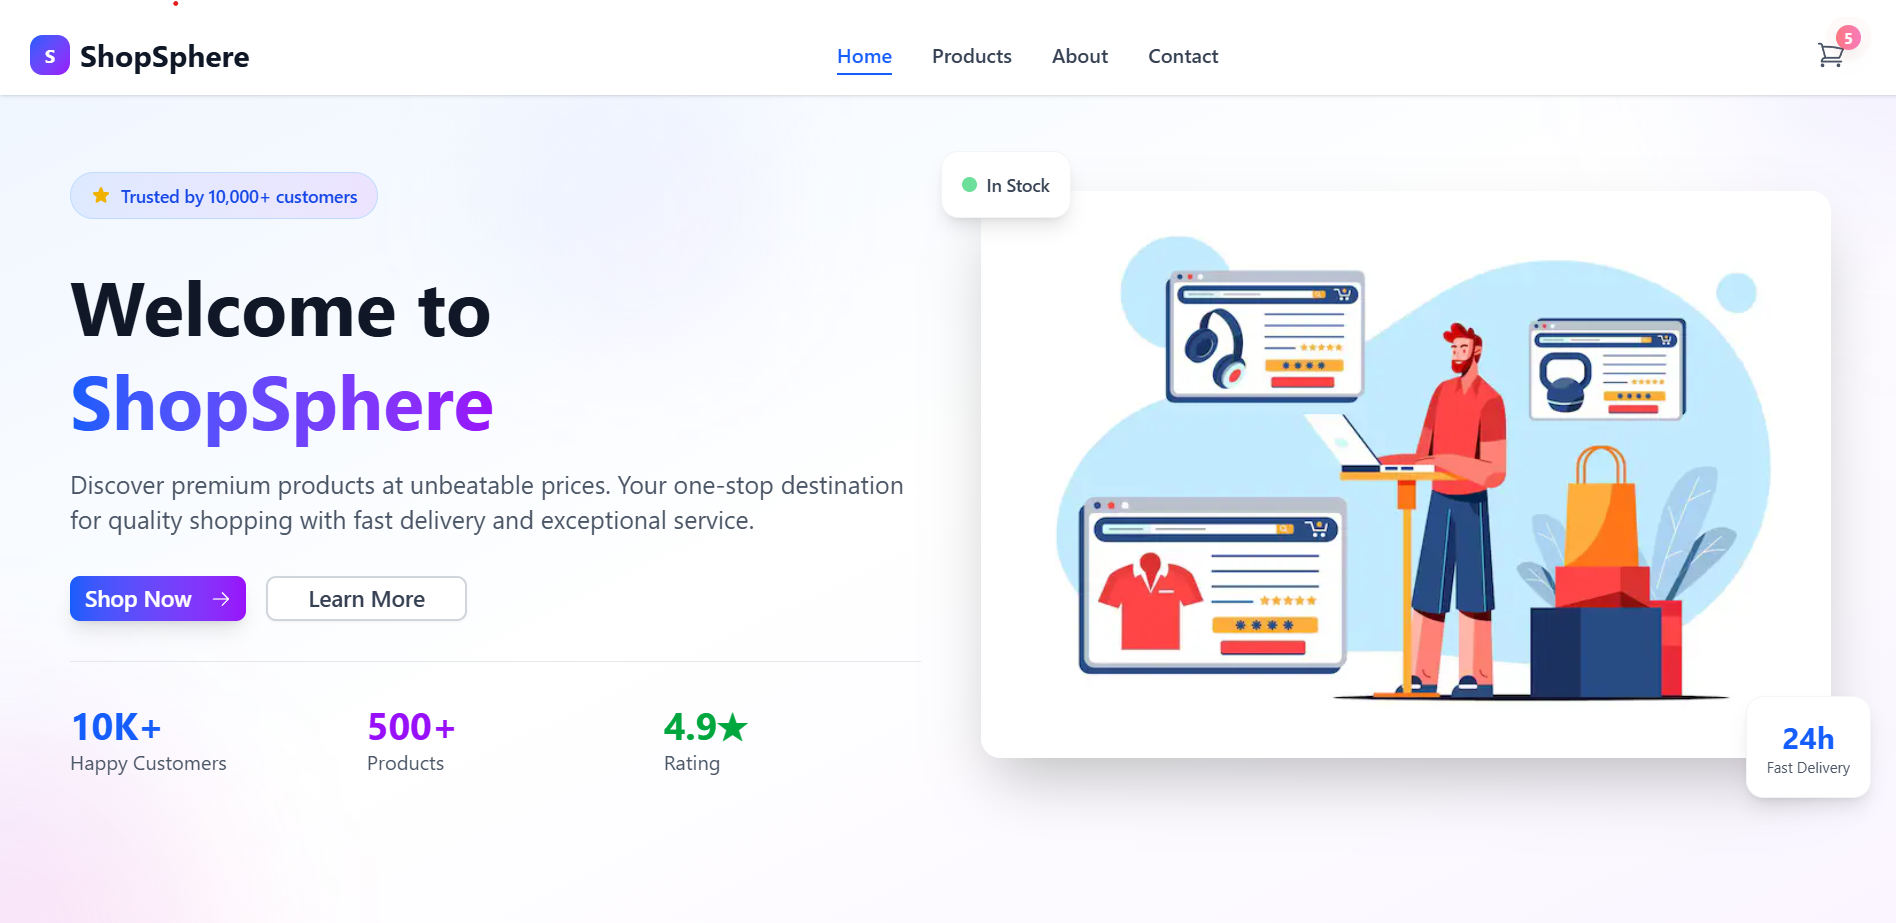 S ShopSphere
Home Products About Contact
5
Trusted by 10,000+ customers
In Stock
Welcome to
ShopSphere
Discover premium products at unbeatable prices. Your one-stop destination
for quality shopping with fast delivery and exceptional service.
Shop Now → Learn More
10K+ 500+ 4.9★
Happy Customers Products Rating
24h
Fast Delivery